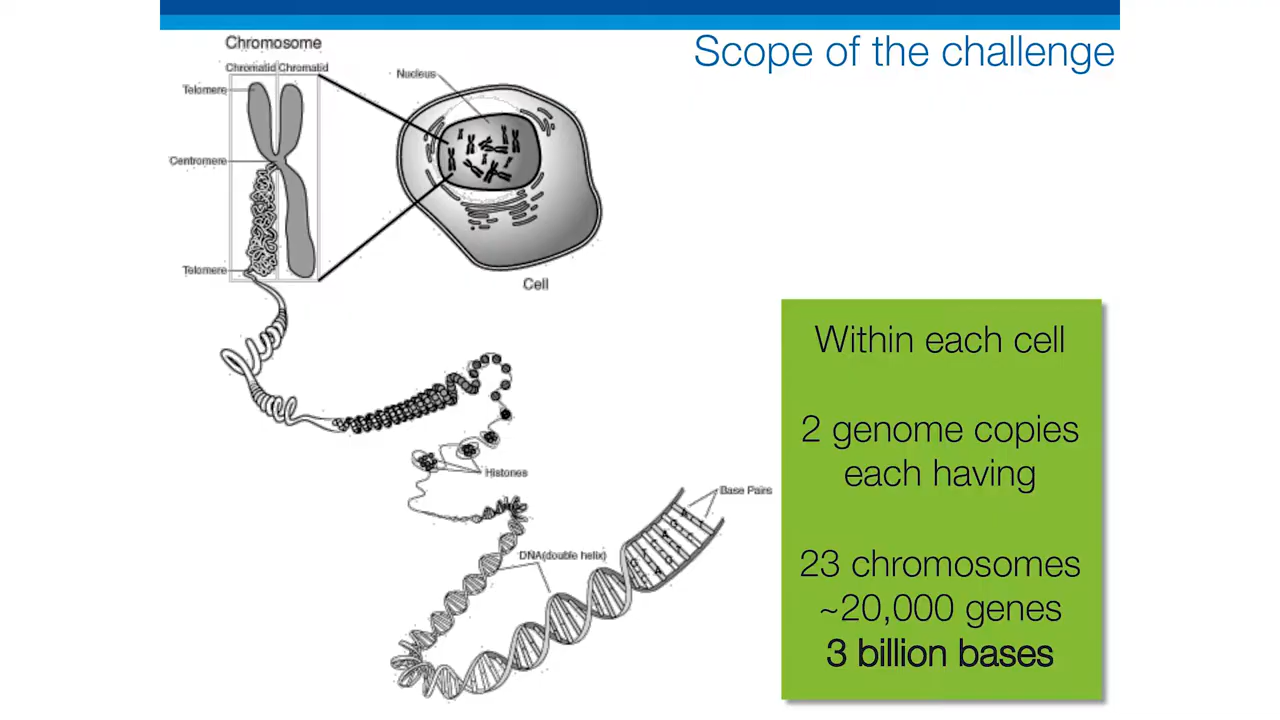 Scope of the challenge
Chromosome
Chromatid Chromatid
Telomere
Centromere
Telomere
Nucleus
Cell
Histones
Base Pairs
DNA(double helix)
Within each cell
2 genome copies
each having
23 chromosomes
~20,000 genes
3 billion bases